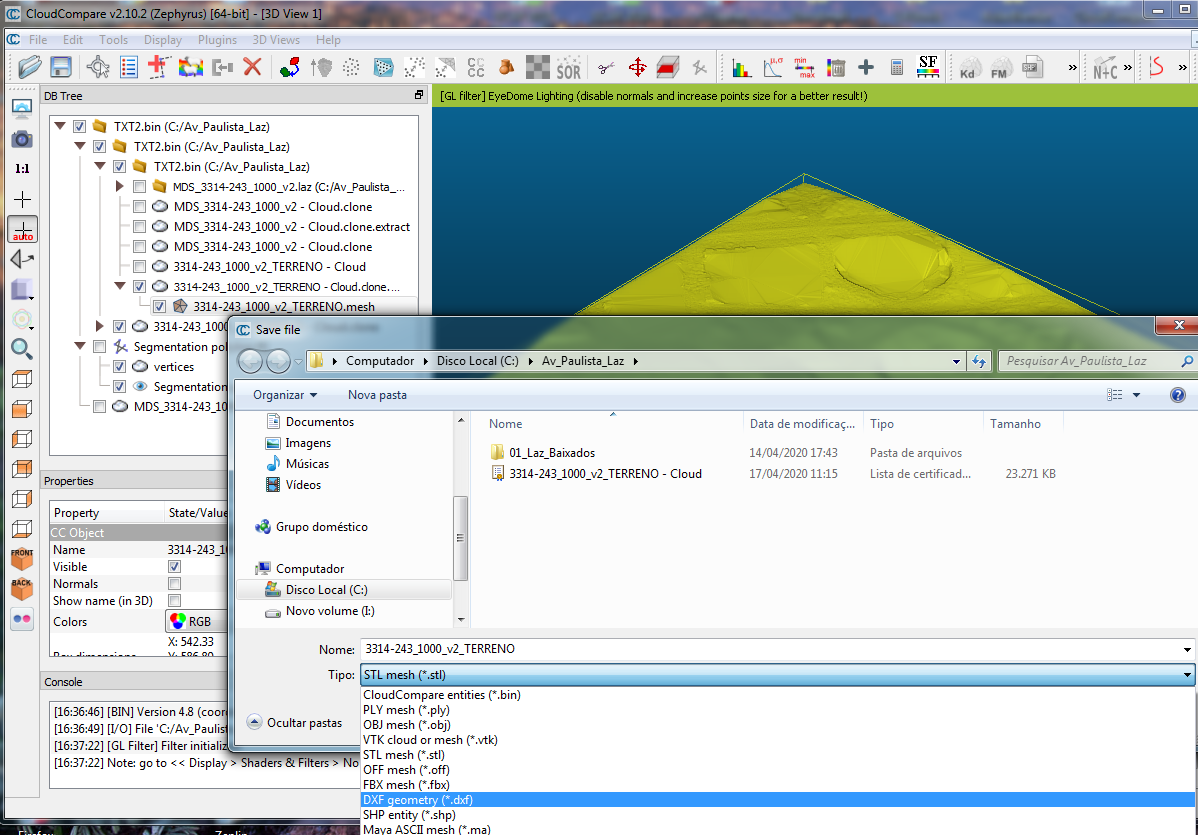 CloudCompare v2.10.2 (Zephyrus) [64-bit] - [3D View 1]
File Edit Tools Display Plugins 3D Views Help
SOR
CC
CC
μ,σ
min
max
SF
Kd
FM
SHP
»
N+C
»
»
DB Tree
[GL filter] EyeDome Lighting (disable normals and increase points size for a better result!)
1:1
auto
FRONT
BACK
TXT2.bin (C:/Av_Paulista_Laz)
TXT2.bin (C:/Av_Paulista_Laz)
TXT2.bin (C:/Av_Paulista_Laz)
MDS_3314-243_1000_v2.laz (C:/Av_Paulista_...
MDS_3314-243_1000_v2 - Cloud.clone
MDS_3314-243_1000_v2 - Cloud.clone.extract
MDS_3314-243_1000_v2 - Cloud.clone
3314-243_1000_v2_TERRENO - Cloud
3314-243_1000_v2_TERRENO - Cloud.clone....
3314-243_1000_v2_TERRENO.mesh
3314-243_1000
Segmentation pol
vertices
Segmentation
MDS_3314-243_10
Properties
Property State/Value
CC Object
Name 3314-243_1
Visible
Normals
Show name (in 3D)
Colors RGB
X: 542.33
Box dimensions Y: 586.80
Console
[16:36:46] [BIN] Version 4.8 (coor
[16:36:49] [I/O] File 'C:/Av_Paulist
[16:37:22] [GL Filter] Filter initializ
[16:37:22] Note: go to << Display > Shaders & Filters > No
Save file
Computador Disco Local (C:) Av_Paulista_Laz
Pesquisar Av_Paulista_Laz
Organizar Nova pasta
Documentos
Imagens
Músicas
Vídeos
Grupo doméstico
Computador
Disco Local (C:)
Novo volume (I:)
Nome Data de modificaç... Tipo Tamanho
01_Laz_Baixados 14/04/2020 17:43 Pasta de arquivos
3314-243_1000_v2_TERRENO - Cloud 17/04/2020 11:15 Lista de certificad... 23.271 KB
Nome: 3314-243_1000_v2_TERRENO
Tipo: STL mesh (*.stl)
Ocultar pastas
CloudCompare entities (*.bin)
PLY mesh (*.ply)
OBJ mesh (*.obj)
VTK cloud or mesh (*.vtk)
STL mesh (*.stl)
OFF mesh (*.off)
FBX mesh (*.fbx)
DXF geometry (*.dxf)
SHP entity (*.shp)
Maya ASCII mesh (*.ma)
Firefox
Zeplin